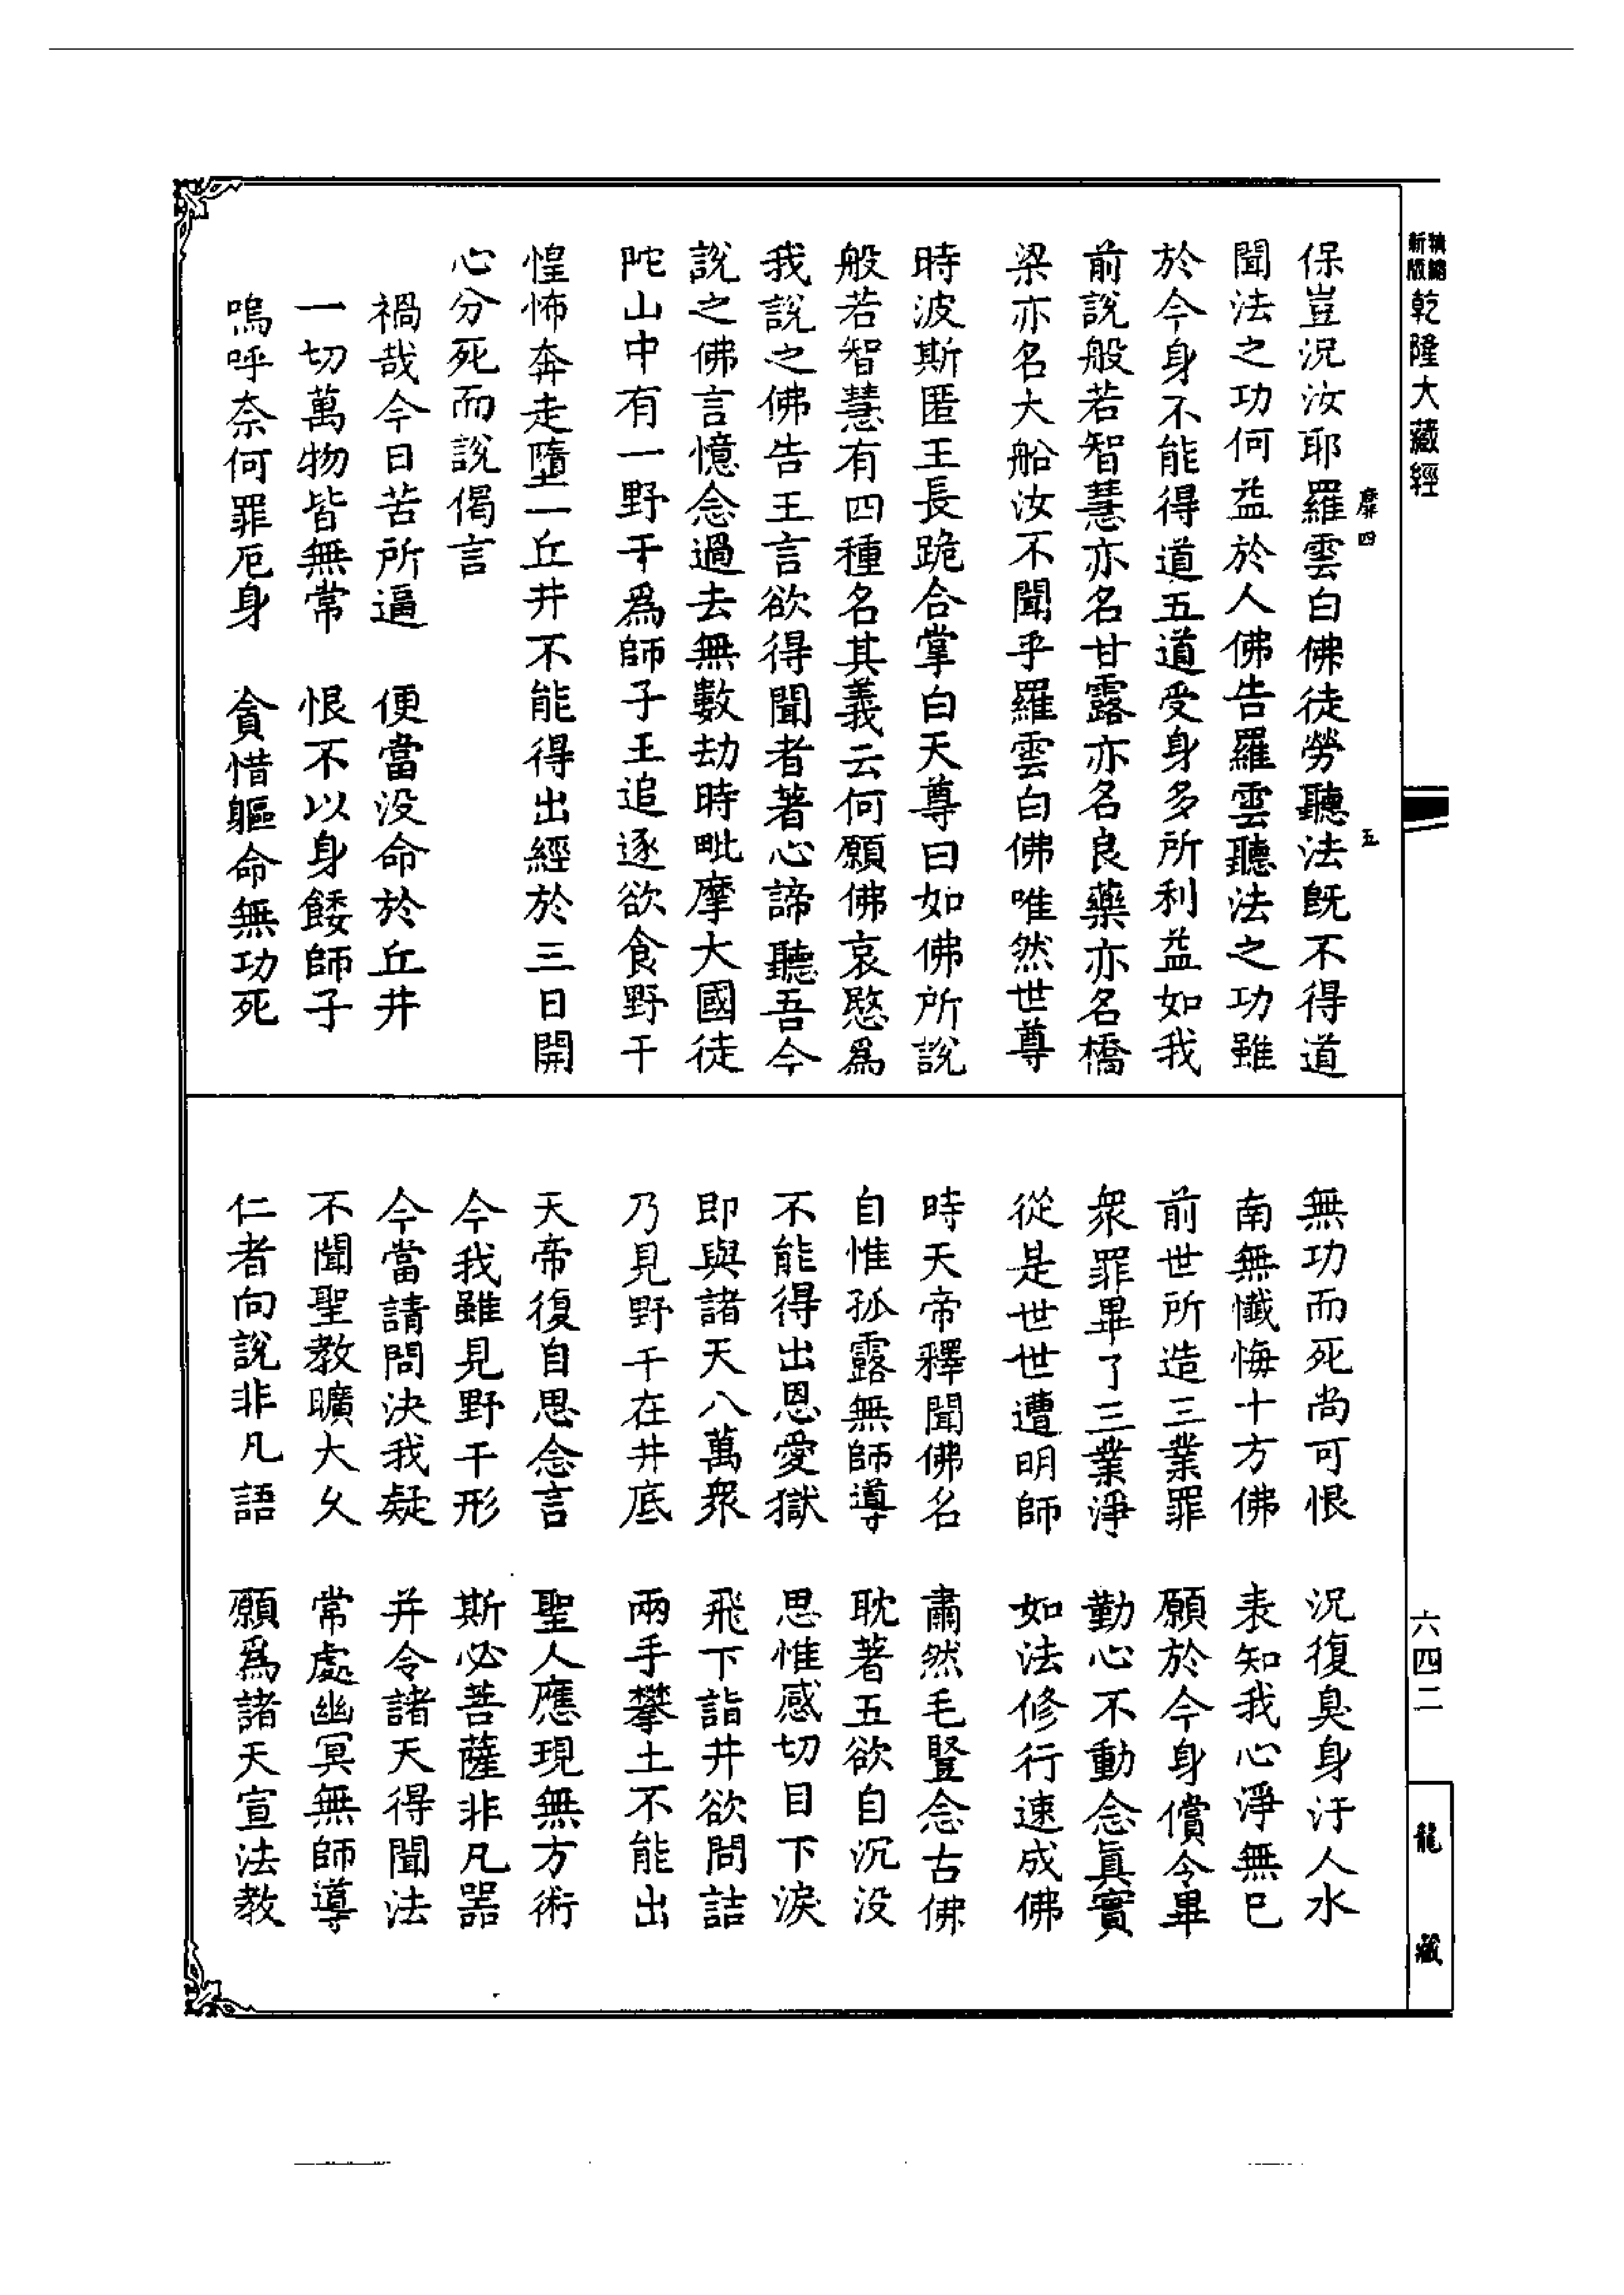 新版精縮乾隆大藏經
糜四
五
保豈況汝耶羅雲白佛徒勞聽法既不得道
聞法之功何益於人佛告羅雲聽法之功雖
於今身不能得道五道受身多所利益如我
前說般若智慧亦名甘露亦名良藥亦名橋
梁亦名大船汝不聞乎羅雲白佛唯然世尊
時波斯匿王長跪合掌白天尊曰如佛所說
般若智慧有四種名其義云何願佛哀愍爲
我說之佛告王言欲得聞者著心諦聽吾今
說之佛言憶念過去無數劫時毗摩大國徒
陀山中有一野干爲師子王追逐欲食野干
惶怖奔走墮一丘井不能得出經於三日開
心分死而說偈言
禍哉今日苦所逼　便當没命於丘井
一切萬物皆無常　恨不以身餧師子
嗚呼奈何罪厄身　貪惜軀命無功死
無功而死尚可恨　況復臭身汙人水
南無懺悔十方佛　表知我心淨無已
前世所造三業罪　願於今身償令畢
衆罪畢了三業淨　勤心不動念眞實
從是世世遭明師　如法修行速成佛
時天帝釋聞佛名　肅然毛豎念古佛
自惟孤露無師導　耽著五欲自沉没
不能得出恩愛獄　思惟感切目下淚
即與諸天八萬衆　飛下詣井欲問詰
乃見野干在井底　兩手攀土不能出
天帝復自思念言　聖人應現無方術
今我雖見野干形　斯必菩薩非凡器
今當請問決我疑　并令諸天得聞法
不聞聖教曠大久　常處幽冥無師導
仁者向說非凡語　願爲諸天宣法教
六四二
龍藏